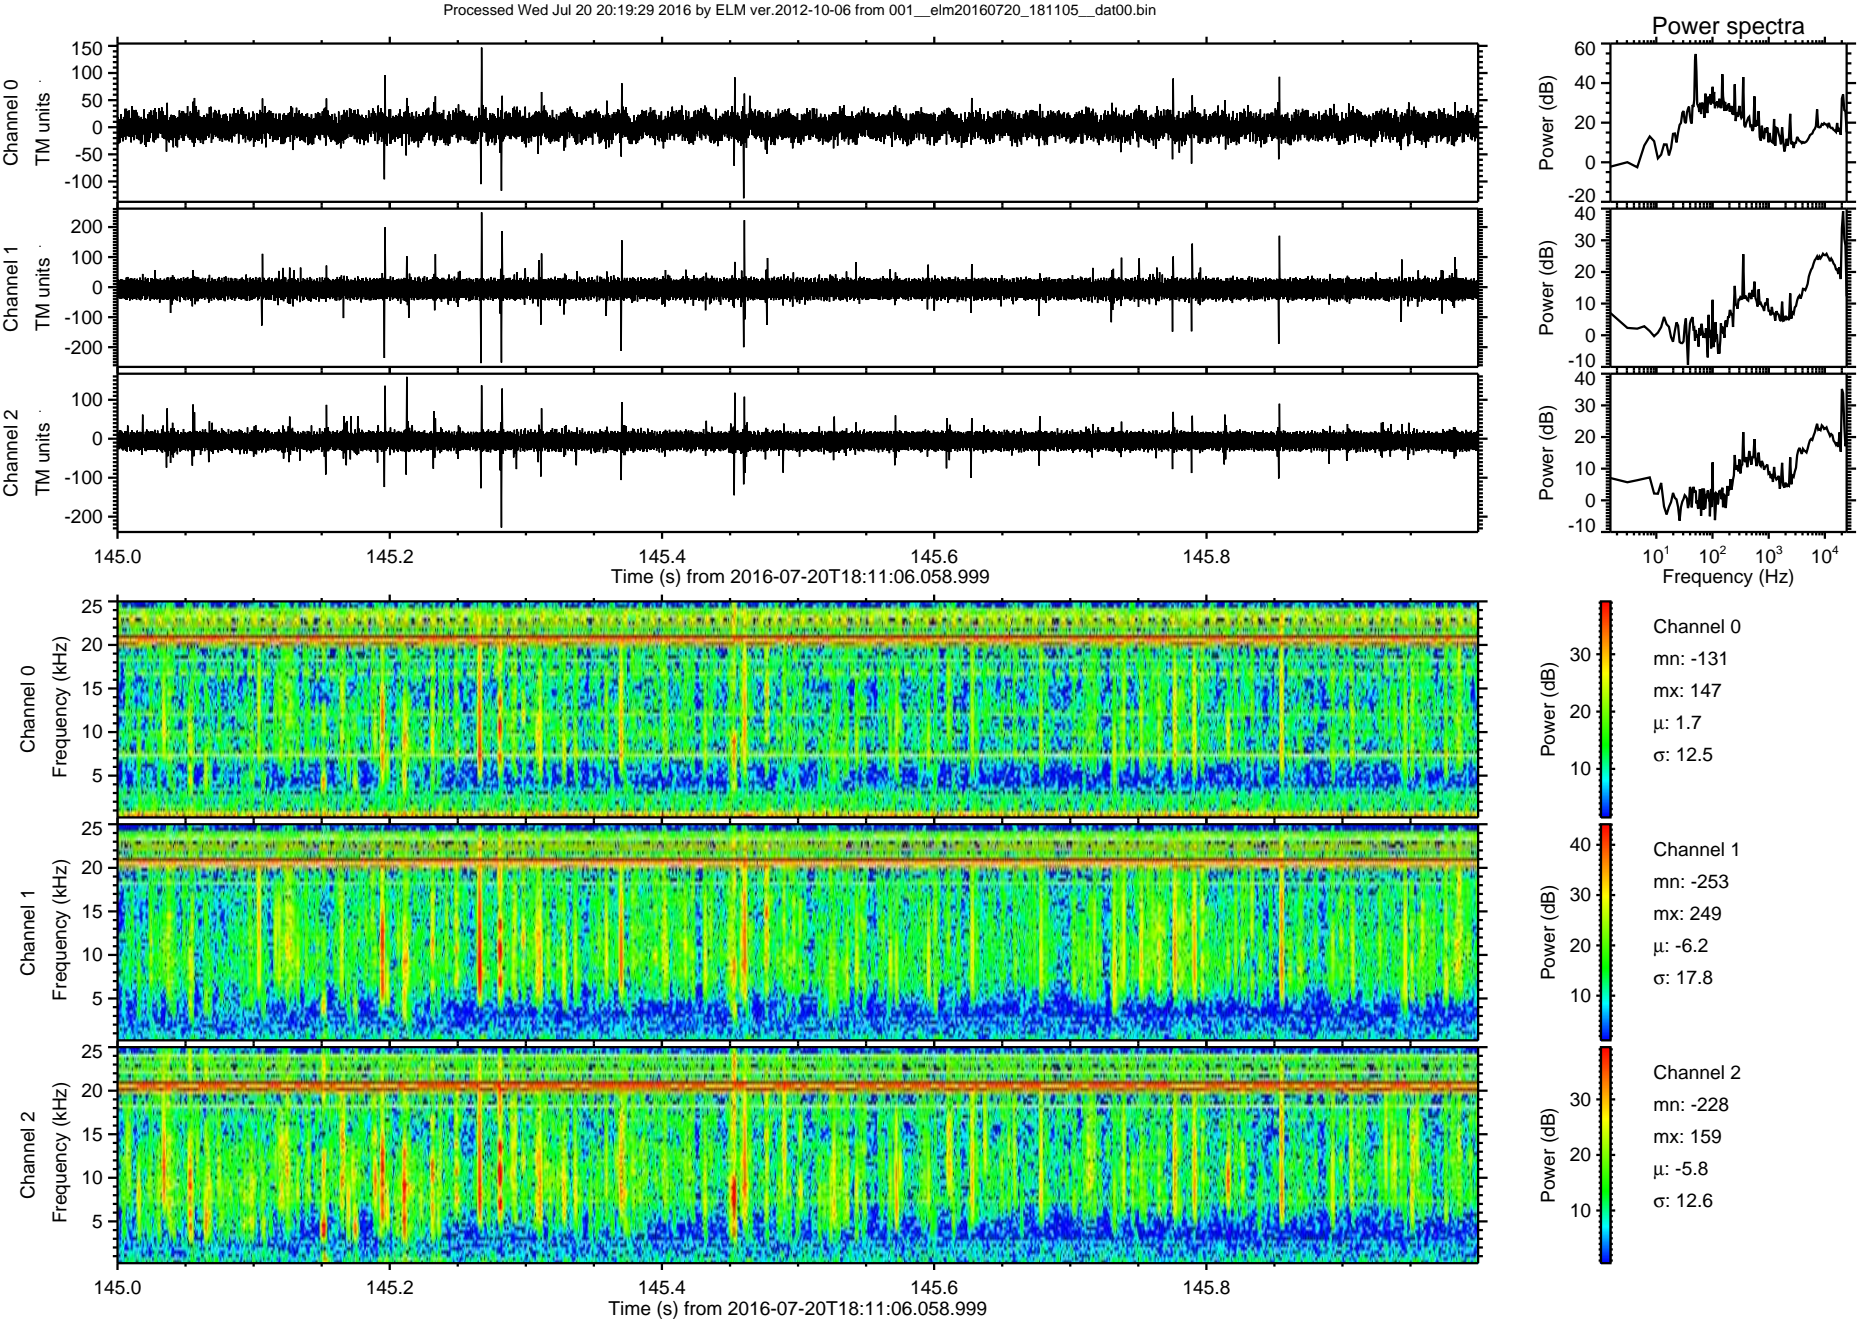 Processed Wed Jul 20 20:19:29 2016 by ELM ver.2012-10-06 from 001__elm20160720_181105__dat00.bin
Power spectra
Channel 0
TM units
150
100
50
0
-50
-100
Power (dB)
60
40
20
0
-20
Channel 1
TM units
200
100
0
-100
-200
Power (dB)
40
30
20
10
0
-10
Channel 2
TM units
100
0
-100
-200
Power (dB)
40
30
20
10
0
-10
145.0 145.2 145.4 145.6 145.8
Time (s) from 2016-07-20T18:11:06.058.999
10^1 10^2 10^3 10^4
Frequency (Hz)
Channel 0
Frequency (kHz)
25
20
15
10
5
Power (dB)
30
20
10
Channel 0
mn: -131
mx: 147
μ: 1.7
σ: 12.5
Channel 1
Frequency (kHz)
25
20
15
10
5
Power (dB)
40
30
20
10
Channel 1
mn: -253
mx: 249
μ: -6.2
σ: 17.8
Channel 2
Frequency (kHz)
25
20
15
10
5
Power (dB)
30
20
10
Channel 2
mn: -228
mx: 159
μ: -5.8
σ: 12.6
145.0 145.2 145.4 145.6 145.8
Time (s) from 2016-07-20T18:11:06.058.999